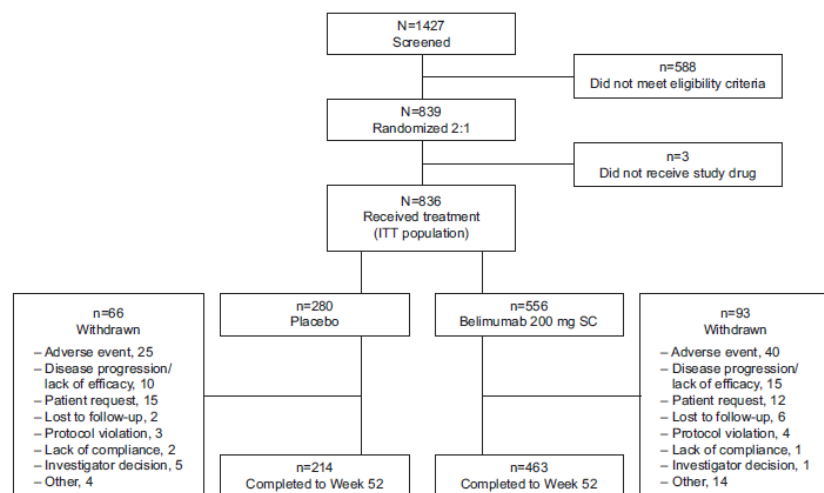 N=1427
Screened
n=588
Did not meet eligibility criteria
N=839
Randomized 2:1
n=3
Did not receive study drug
N=836
Received treatment
(ITT population)
n=66
Withdrawn
– Adverse event, 25
– Disease progression/
lack of efficacy, 10
– Patient request, 15
– Lost to follow-up, 2
– Protocol violation, 3
– Lack of compliance, 2
– Investigator decision, 5
– Other, 4
n=280
Placebo
n=556
Belimumab 200 mg SC
n=93
Withdrawn
– Adverse event, 40
– Disease progression/
lack of efficacy, 15
– Patient request, 12
– Lost to follow-up, 6
– Protocol violation, 4
– Lack of compliance, 1
– Investigator decision, 1
– Other, 14
n=214
Completed to Week 52
n=463
Completed to Week 52